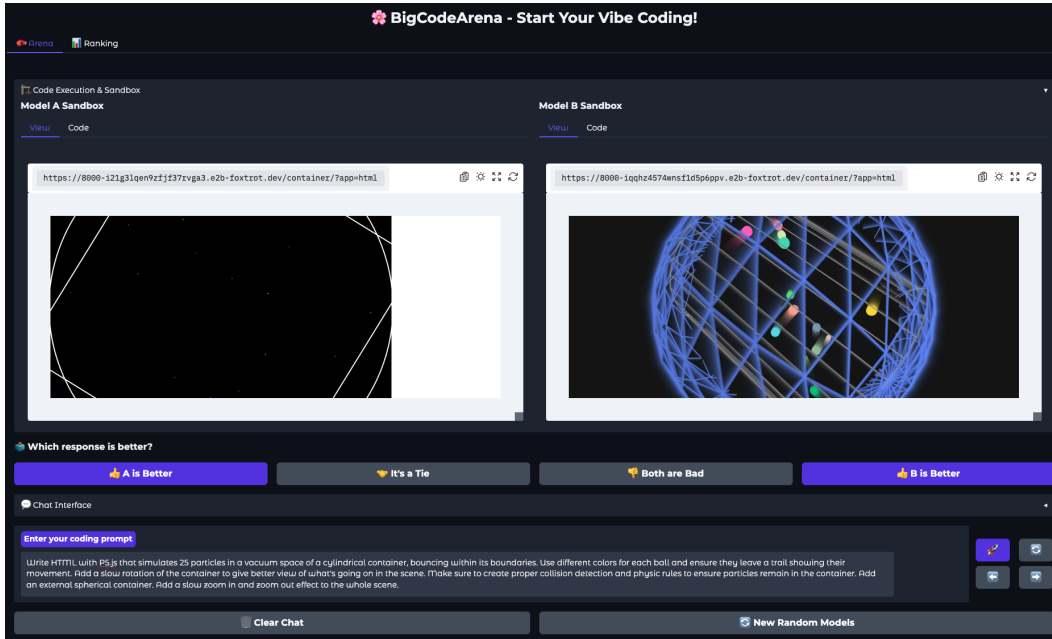 🌸 BigCodeArena - Start Your Vibe Coding!
Arena Ranking
Code Execution & Sandbox
Model A Sandbox Model B Sandbox
View Code View Code
https://8000-i21g3lqen9zfjf37rvga3.e2b-foxtrot.dev/container/?app=html https://8000-iqqhz4574wnsf1d5p6ppv.e2b-foxtrot.dev/container/?app=html
Which response is better?
👍 A is Better 🤝 It's a Tie 👎 Both are Bad 👍 B is Better
Chat Interface
Enter your coding prompt
Write HTML with P5.js that simulates 25 particles in a vacuum space of a cylindrical container, bouncing within its boundaries. Use different colors for each ball and ensure they leave a trail showing their
movement. Add a slow rotation of the container to give better view of what's going on in the scene. Make sure to create proper collision detection and physic rules to ensure particles remain in the container. Add
an external spherical container. Add a slow zoom in and zoom out effect to the whole scene.
Clear Chat New Random Models